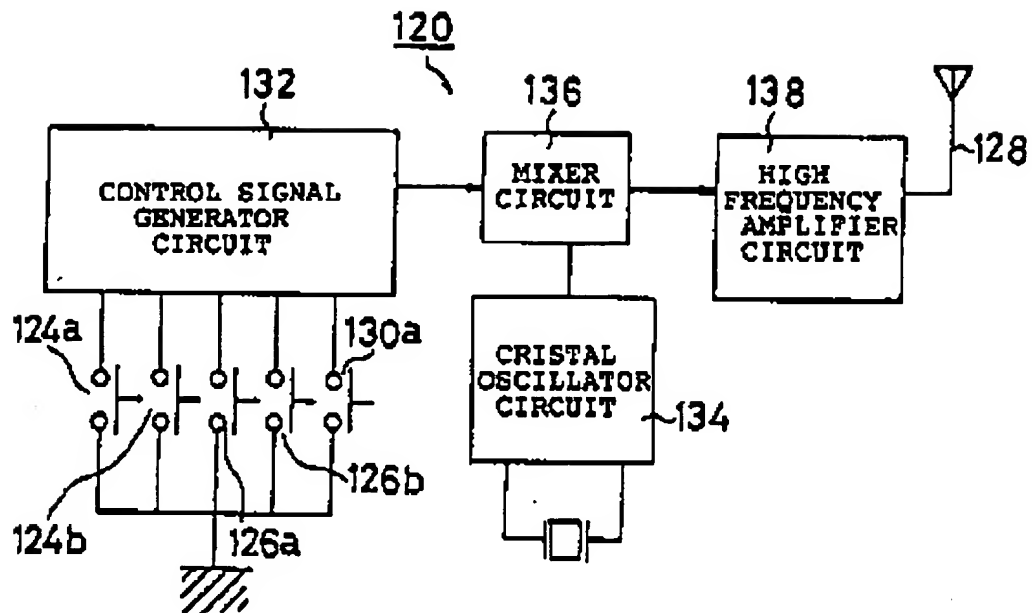 120
132
136
138
128
CONTROL SIGNAL
GENERATOR
CIRCUIT
MIXER
CIRCUIT
HIGH
FREQUENCY
AMPLIFIER
CIRCUIT
124a
130a
CRISTAL
OSCILLATOR
CIRCUIT
134
124b
126a
126b